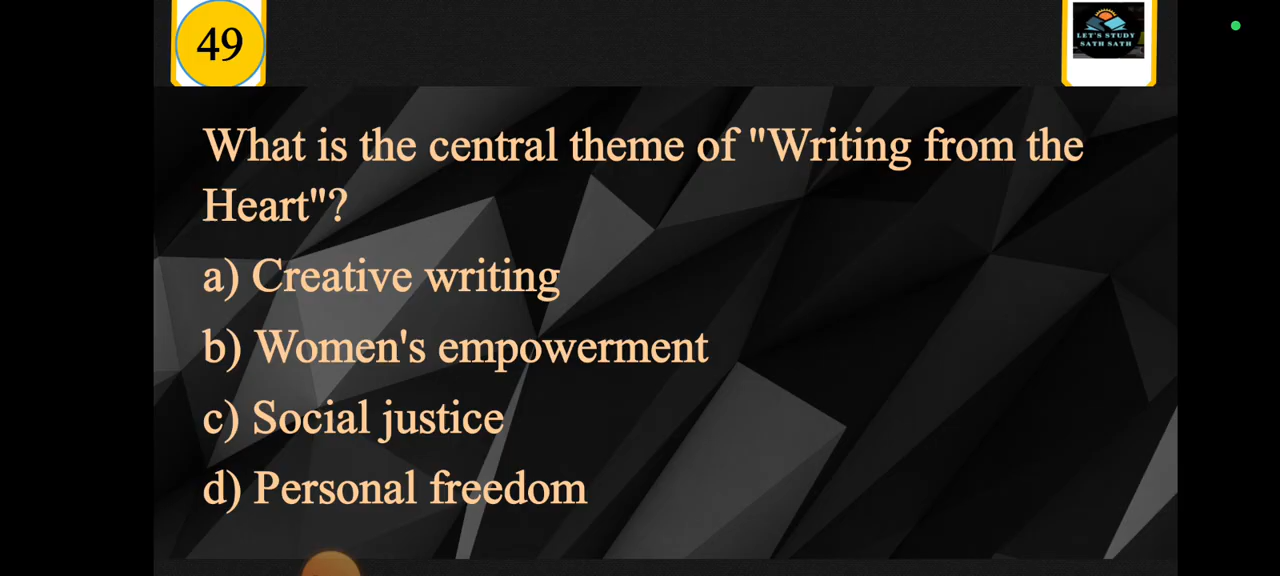 49
LET'S STUDY
SATH SATH
What is the central theme of "Writing from the
Heart"?
a) Creative writing
b) Women's empowerment
c) Social justice
d) Personal freedom